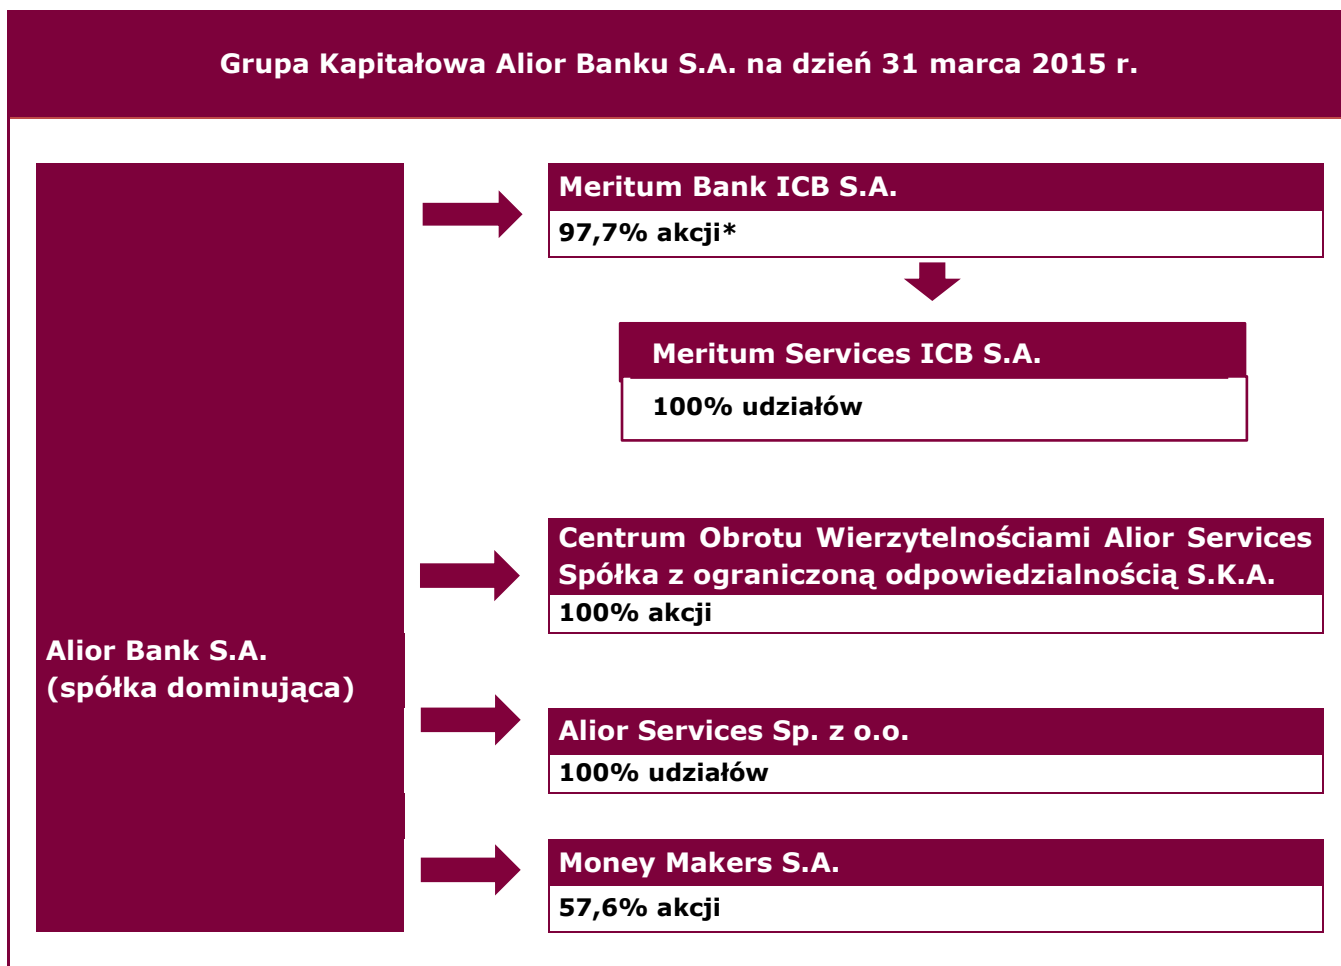 Grupa Kapitałowa Alior Banku S.A. na dzień 31 marca 2015 r.
Alior Bank S.A.
(spółka dominująca)
Meritum Bank ICB S.A.
97,7% akcji*
Meritum Services ICB S.A.
100% udziałów
Centrum Obrotu Wierzytelnościami Alior Services
Spółka z ograniczoną odpowiedzialnością S.K.A.
100% akcji
Alior Services Sp. z o.o.
100% udziałów
Money Makers S.A.
57,6% akcji